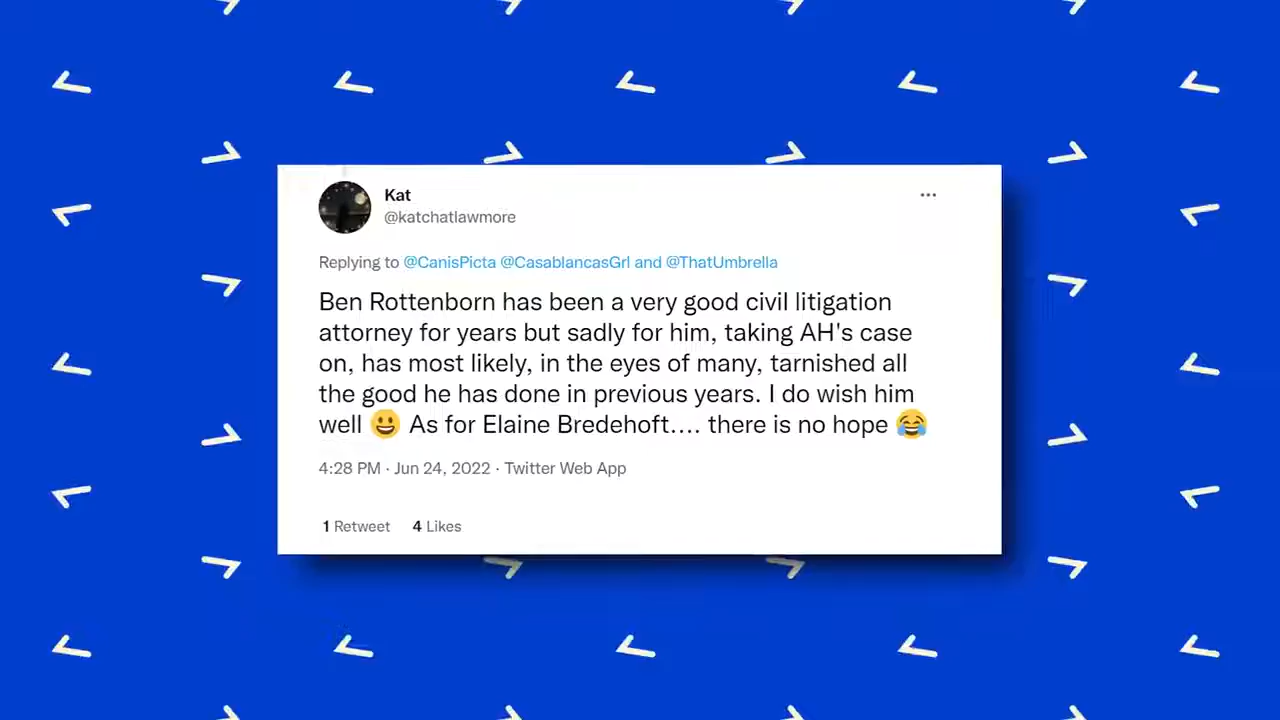 Kat
@katchatlawmore
Replying to @CanisPicta @CasablancasGrl and @ThatUmbrella
Ben Rottenborn has been a very good civil litigation
attorney for years but sadly for him, taking AH's case
on, has most likely, in the eyes of many, tarnished all
the good he has done in previous years. I do wish him
well 😀 As for Elaine Bredehoft.... there is no hope 😂
4:28 PM · Jun 24, 2022 · Twitter Web App
1 Retweet 4 Likes